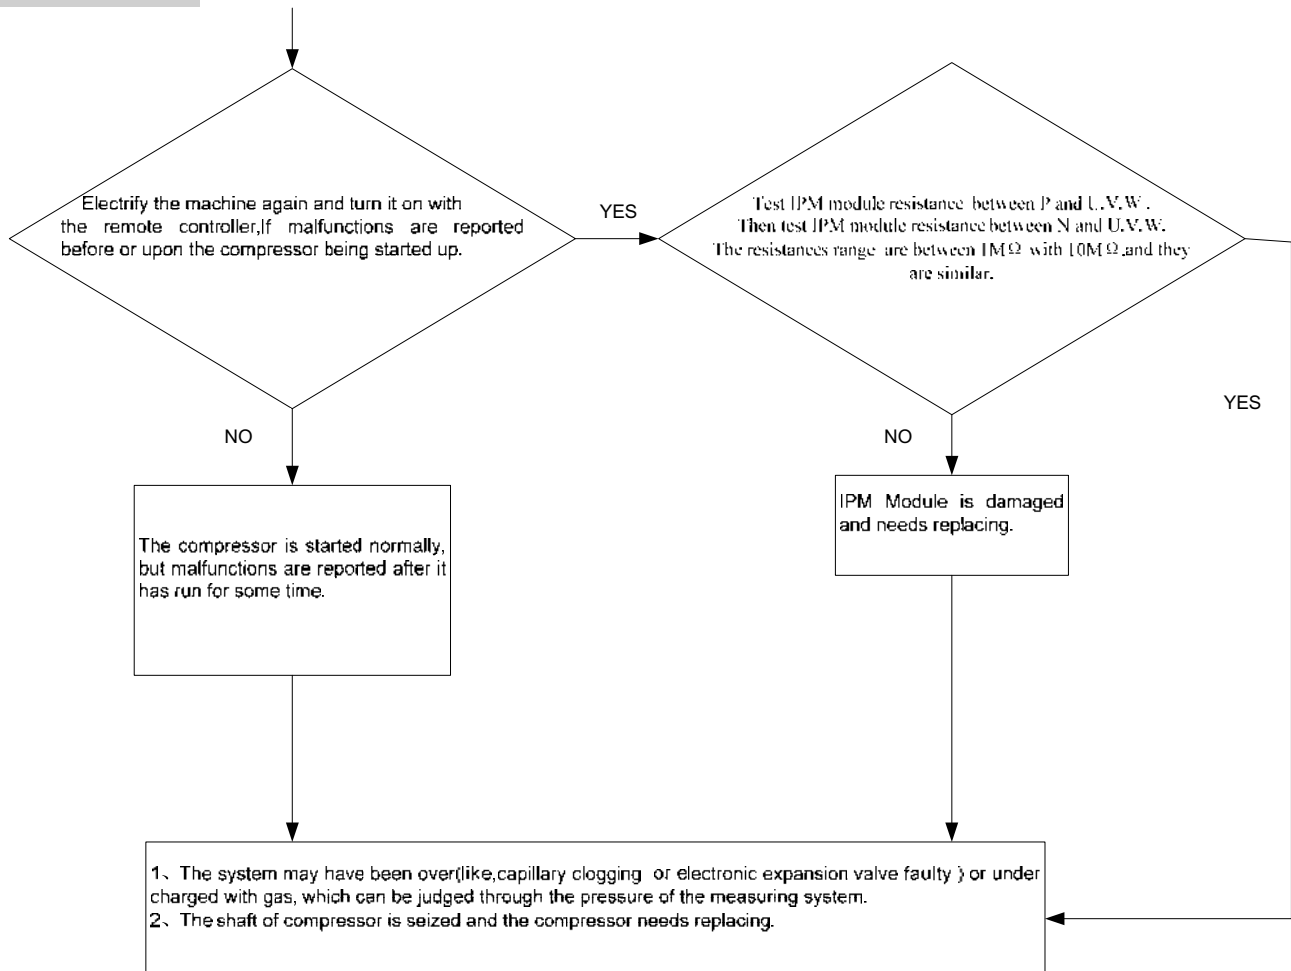 Electrify the machine again and turn it on with
the remote controller,If malfunctions are reported
before or upon the compressor being started up.
YES
Test IPM module resistance between P and U.V.W .
Then test IPM module resistance between N and U.V.W.
The resistances range are between 1MΩ with 10MΩ,and they
are similar.
YES
NO
NO
The compressor is started normally,
but malfunctions are reported after it
has run for some time.
IPM Module is damaged
and needs replacing.
1、The system may have been over(like,capillary clogging or electronic expansion valve faulty ) or under
charged with gas, which can be judged through the pressure of the measuring system.
2、The shaft of compressor is seized and the compressor needs replacing.